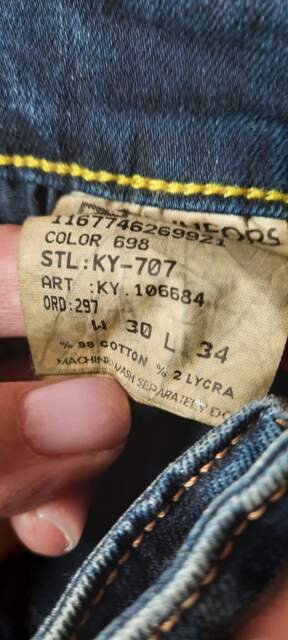 1167746269921
COLOR 698
STL:KY-707
ART :KY.106684
ORD:297
W 30 L 34
% 98 COTTON % 2 LYCRA
MACHINE WASH SEPARATELY DO